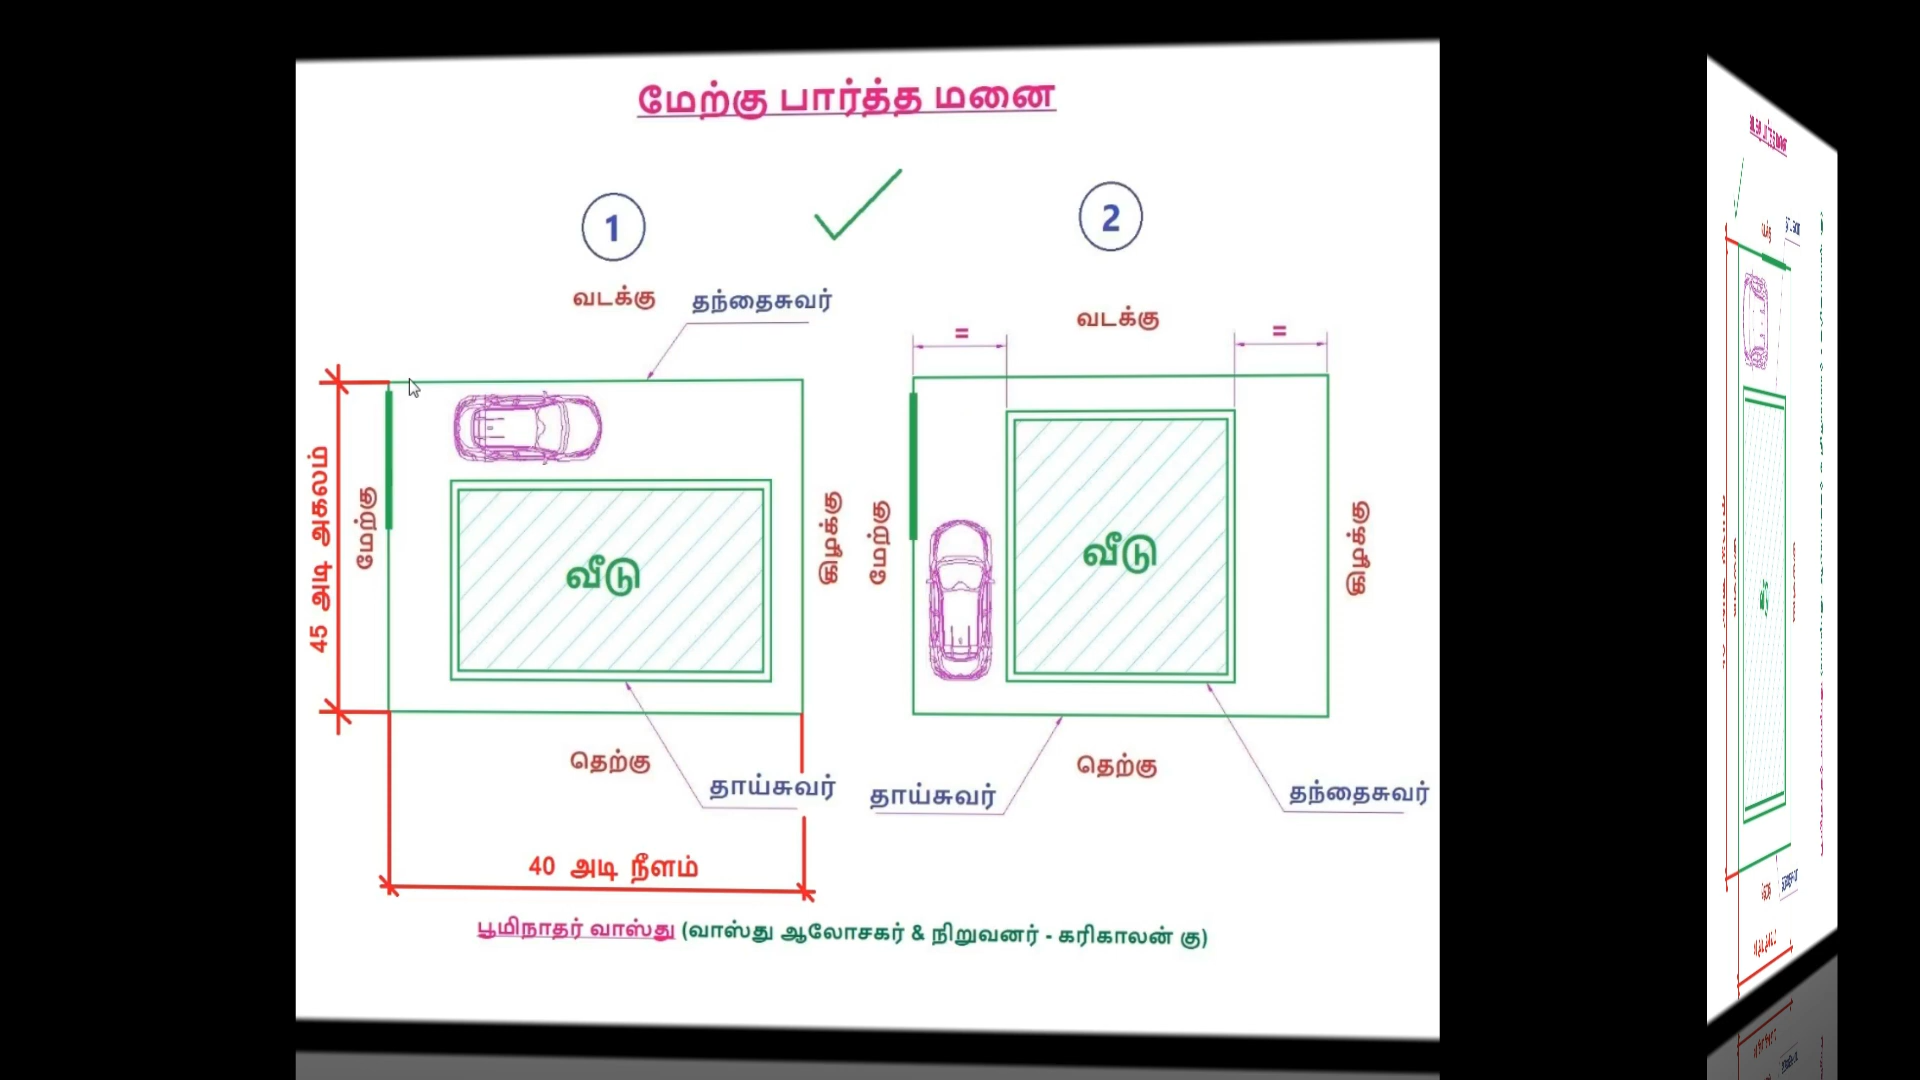 மேற்கு பார்த்த மனை
1
2
வடக்கு
தந்தைசுவர்
வடக்கு
=
=
45 அடி அகலம்
மேற்கு
வீடு
கிழக்கு
மேற்கு
வீடு
கிழக்கு
தெற்கு
தாய்சுவர்
தாய்சுவர்
தெற்கு
தந்தைசுவர்
40 அடி நீளம்
பூமிநாதர் வாஸ்து (வாஸ்து ஆலோசகர் & நிறுவனர் - கரிகாலன் கு)